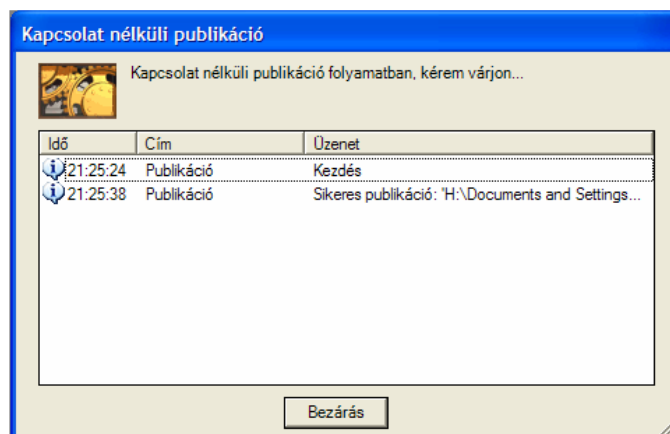 Kapcsolat nélküli publikáció
Kapcsolat nélküli publikáció folyamatban, kérem várjon...
Idő Cím Üzenet
21:25:24 Publikáció Kezdés
21:25:38 Publikáció Sikeres publikáció: 'H:\Documents and Settings...
Bezárás